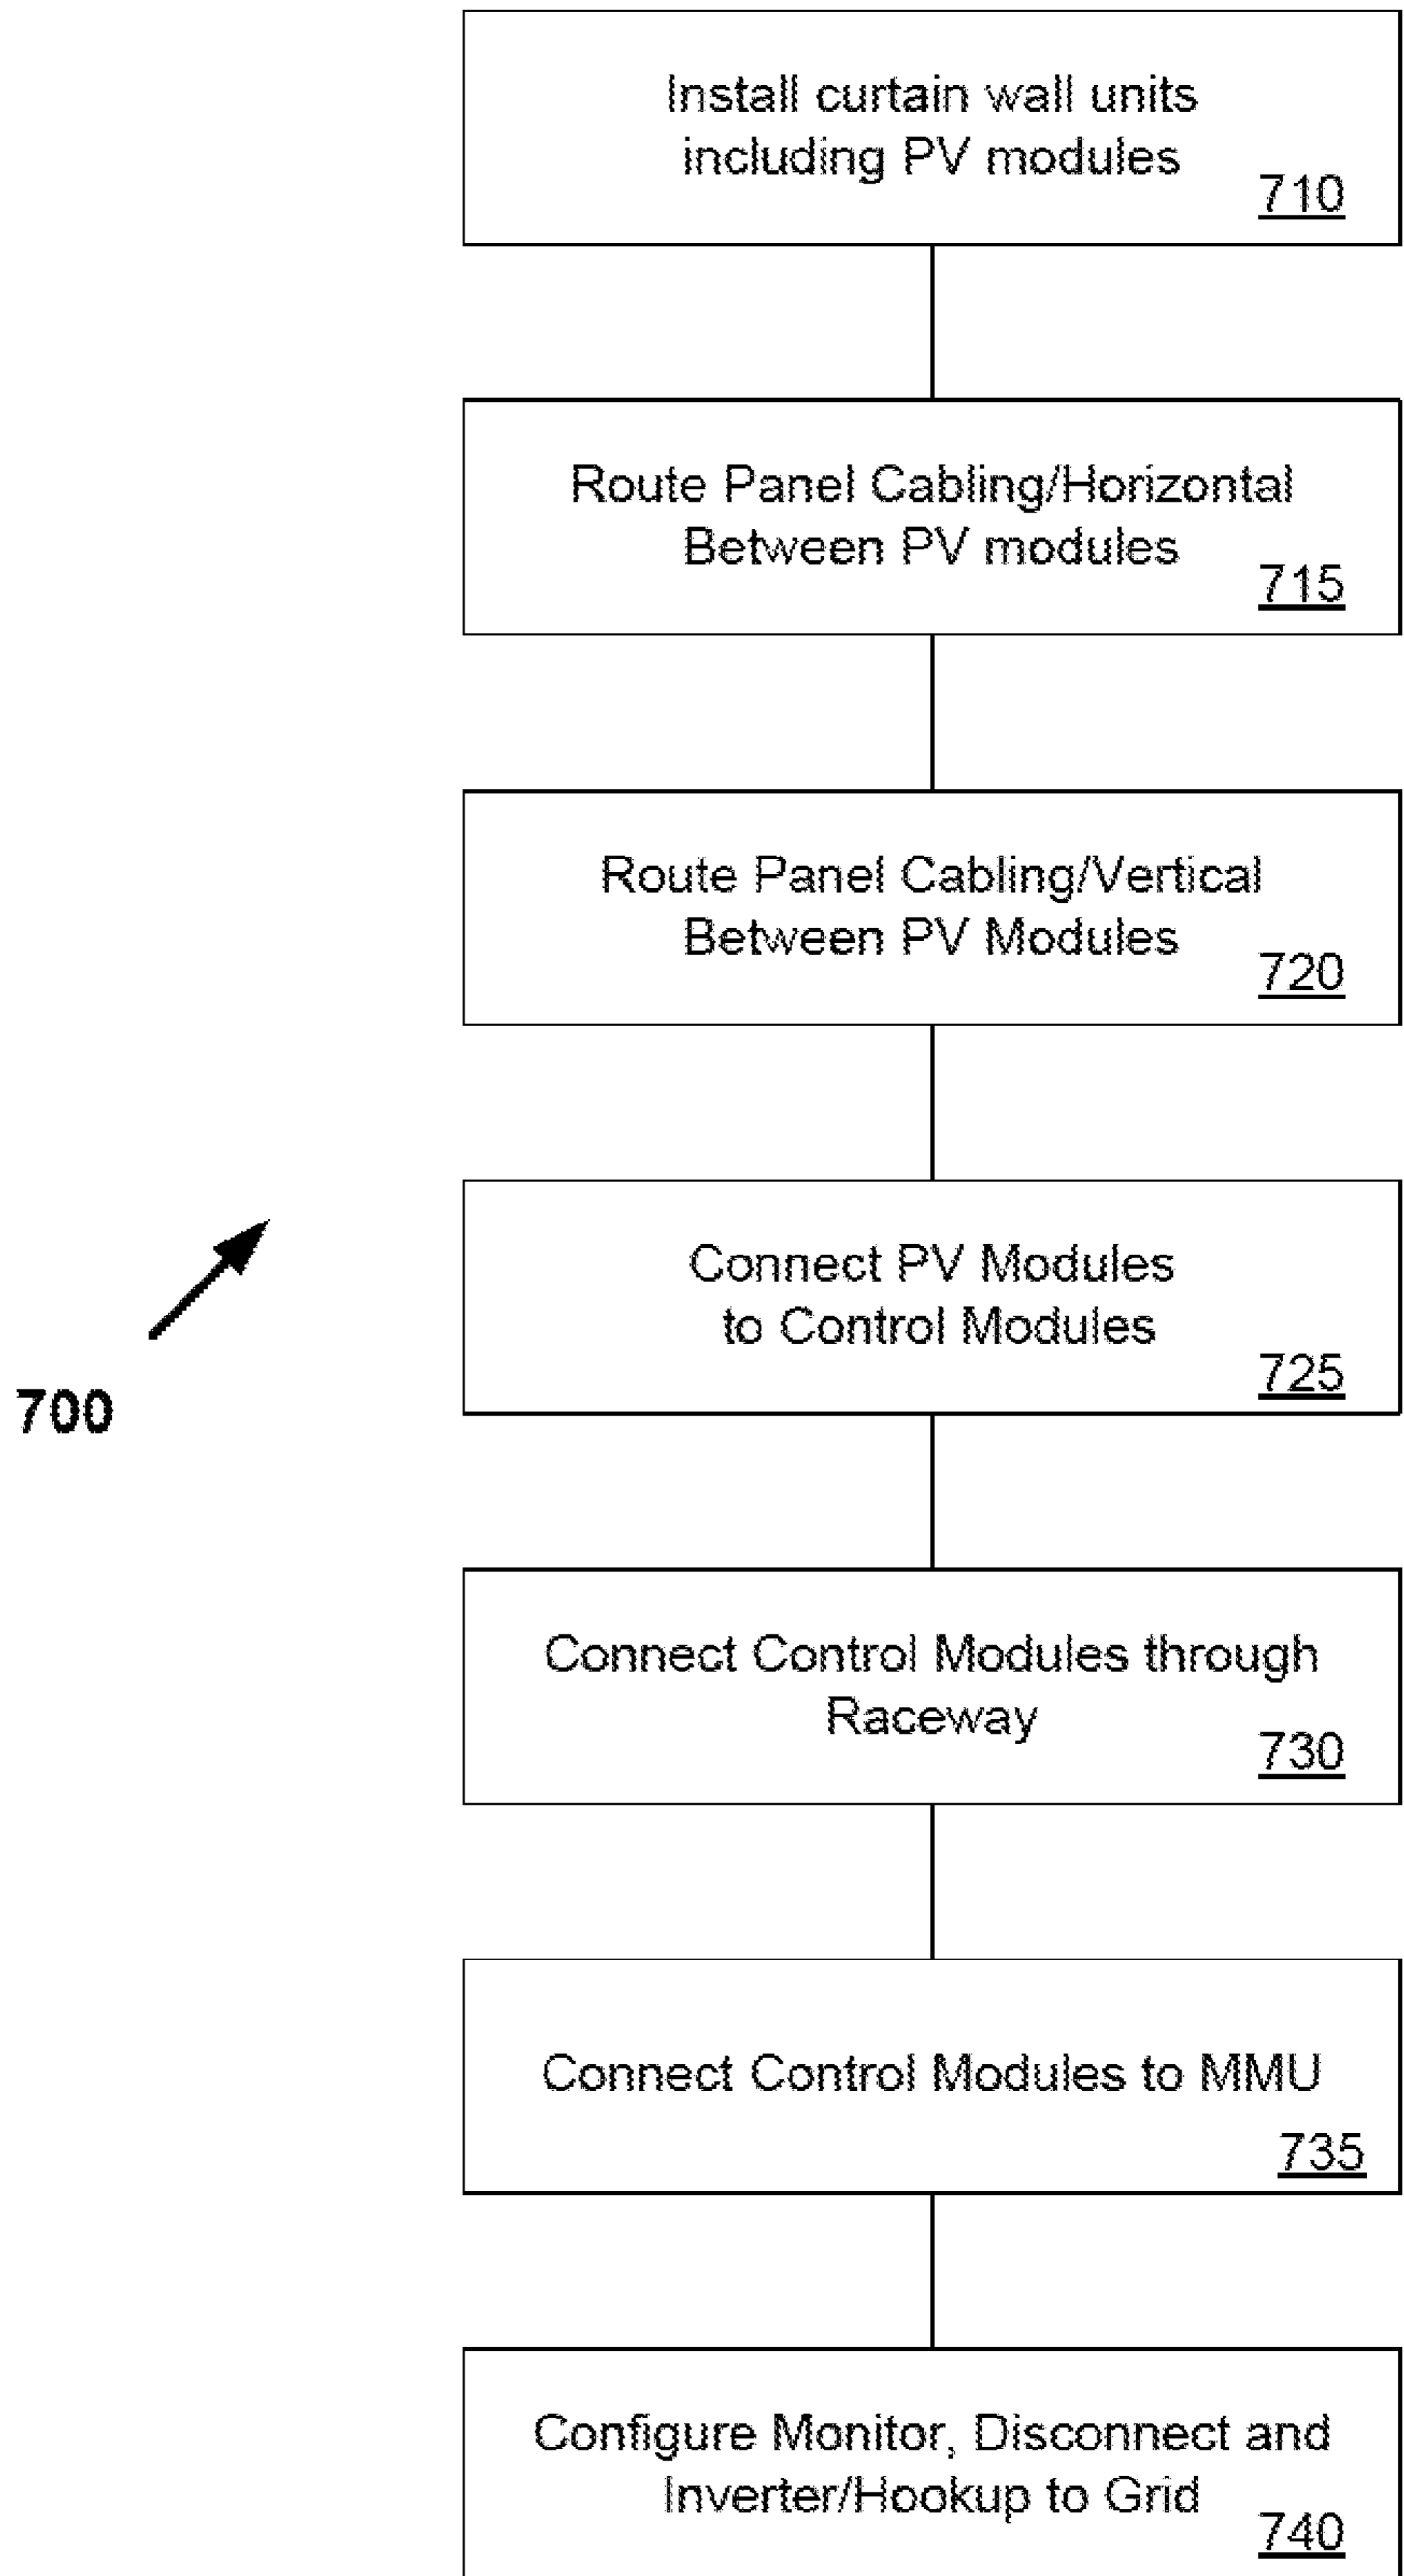 Install curtain wall units
including PV modules
710
Route Panel Cabling/Horizontal
Between PV modules
715
Route Panel Cabling/Vertical
Between PV Modules
720
Connect PV Modules
to Control Modules
725
700
Connect Control Modules through
Raceway
730
Connect Control Modules to MMU
735
Configure Monitor, Disconnect and
Inverter/Hookup to Grid
740